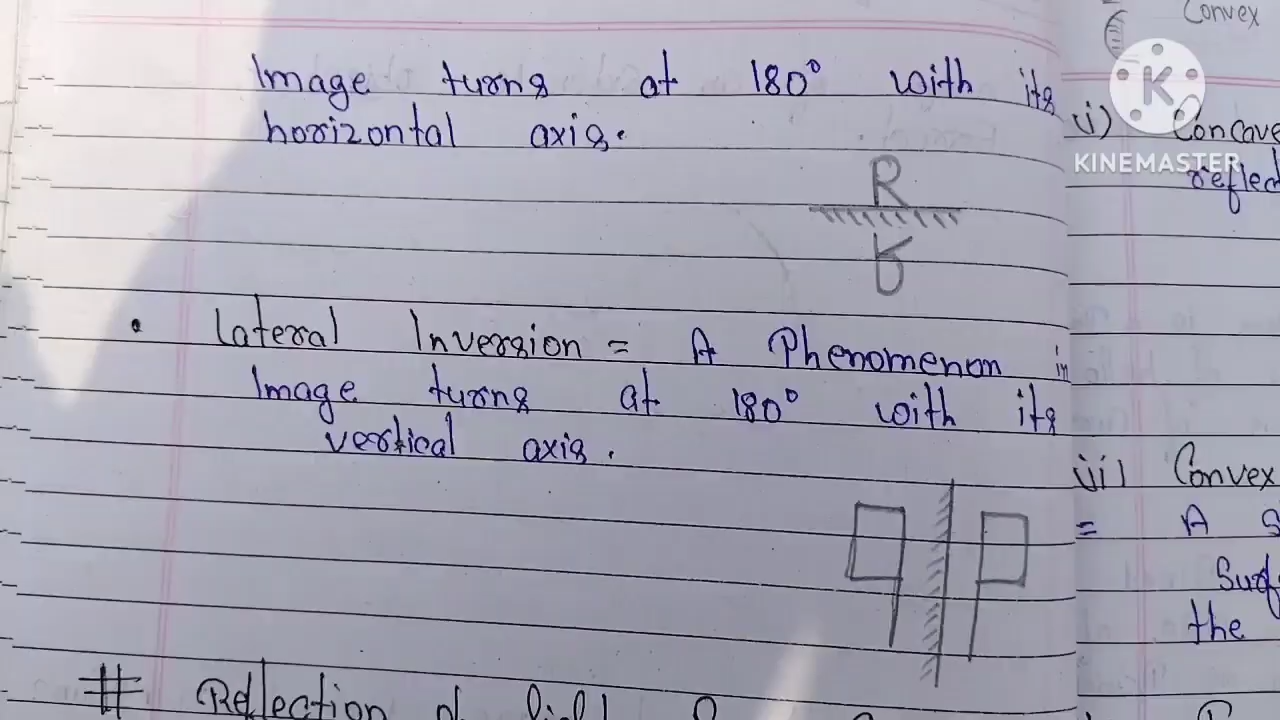 Image turns at 180° with its
horizontal axis.
R
Lateral Inversion = A Phenomenon in
Image turns at 180° with its
vertical axis.
q P
# Reflection of
Convex
K
KINEMASTER
i) Concave
reflec
ii) Convex
= A S
Surf
the